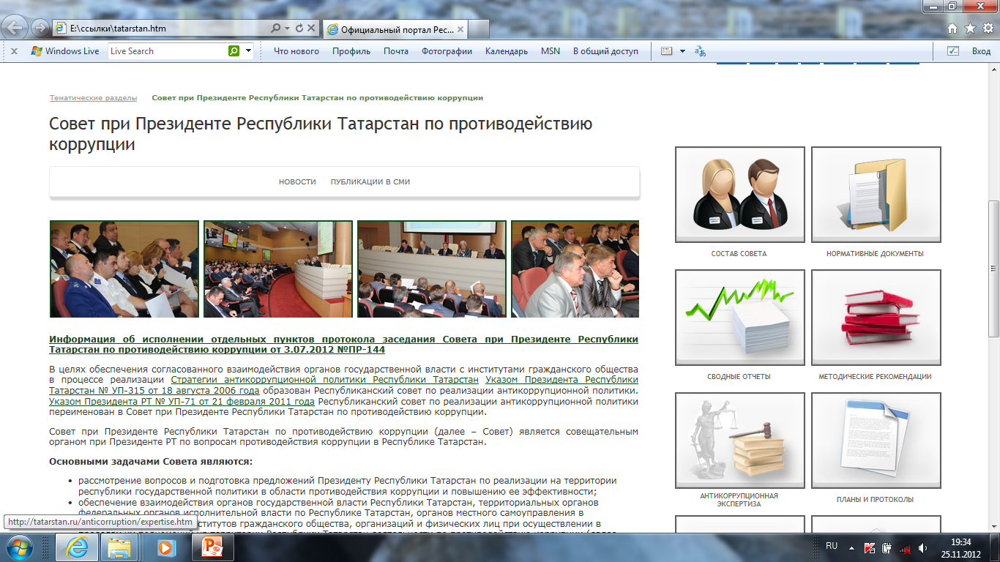 E:\ссылки\tatarstan.htm
Официальный портал Рес...
x Windows Live Live Search Что нового Профиль Почта Фотографии Календарь MSN В общий доступ Вход
Тематические разделы Совет при Президенте Республики Татарстан по противодействию коррупции
Совет при Президенте Республики Татарстан по противодействию
коррупции
НОВОСТИ ПУБЛИКАЦИИ В СМИ
Информация об исполнении отдельных пунктов протокола заседания Совета при Президенте Республики
Татарстан по противодействию коррупции от 3.07.2012 №ПР-144
В целях обеспечения согласованного взаимодействия органов государственной власти с институтами гражданского общества
в процессе реализации Стратегии антикоррупционной политики Республики Татарстан Указом Президента Республики
Татарстан № УП-315 от 18 августа 2006 года образован Республиканский совет по реализации антикоррупционной политики.
Указом Президента РТ № УП-71 от 21 февраля 2011 года Республиканский совет по реализации антикоррупционной политики
переименован в Совет при Президенте Республики Татарстан по противодействию коррупции.
Совет при Президенте Республики Татарстан по противодействию коррупции (далее – Совет) является совещательным
органом при Президенте РТ по вопросам противодействия коррупции в Республике Татарстан.
Основными задачами Совета являются:
• рассмотрение вопросов и подготовка предложений Президенту Республики Татарстан по реализации на территории
республики государственной политики в области противодействия коррупции и повышению ее эффективности;
• обеспечение взаимодействия органов государственной власти Республики Татарстан, территориальных органов
федеральных органов исполнительной власти по Республике Татарстан, органов местного самоуправления в
институтов гражданского общества, организаций и физических лиц при осуществлении в
http://tatarstan.ru/anticorruption/expertise.htm
СОСТАВ СОВЕТА
НОРМАТИВНЫЕ ДОКУМЕНТЫ
СВОДНЫЕ ОТЧЕТЫ
МЕТОДИЧЕСКИЕ РЕКОМЕНДАЦИИ
АНТИКОРРУПЦИОННАЯ
ЭКСПЕРТИЗА
ПЛАНЫ И ПРОТОКОЛЫ
RU
19:34
25.11.2012